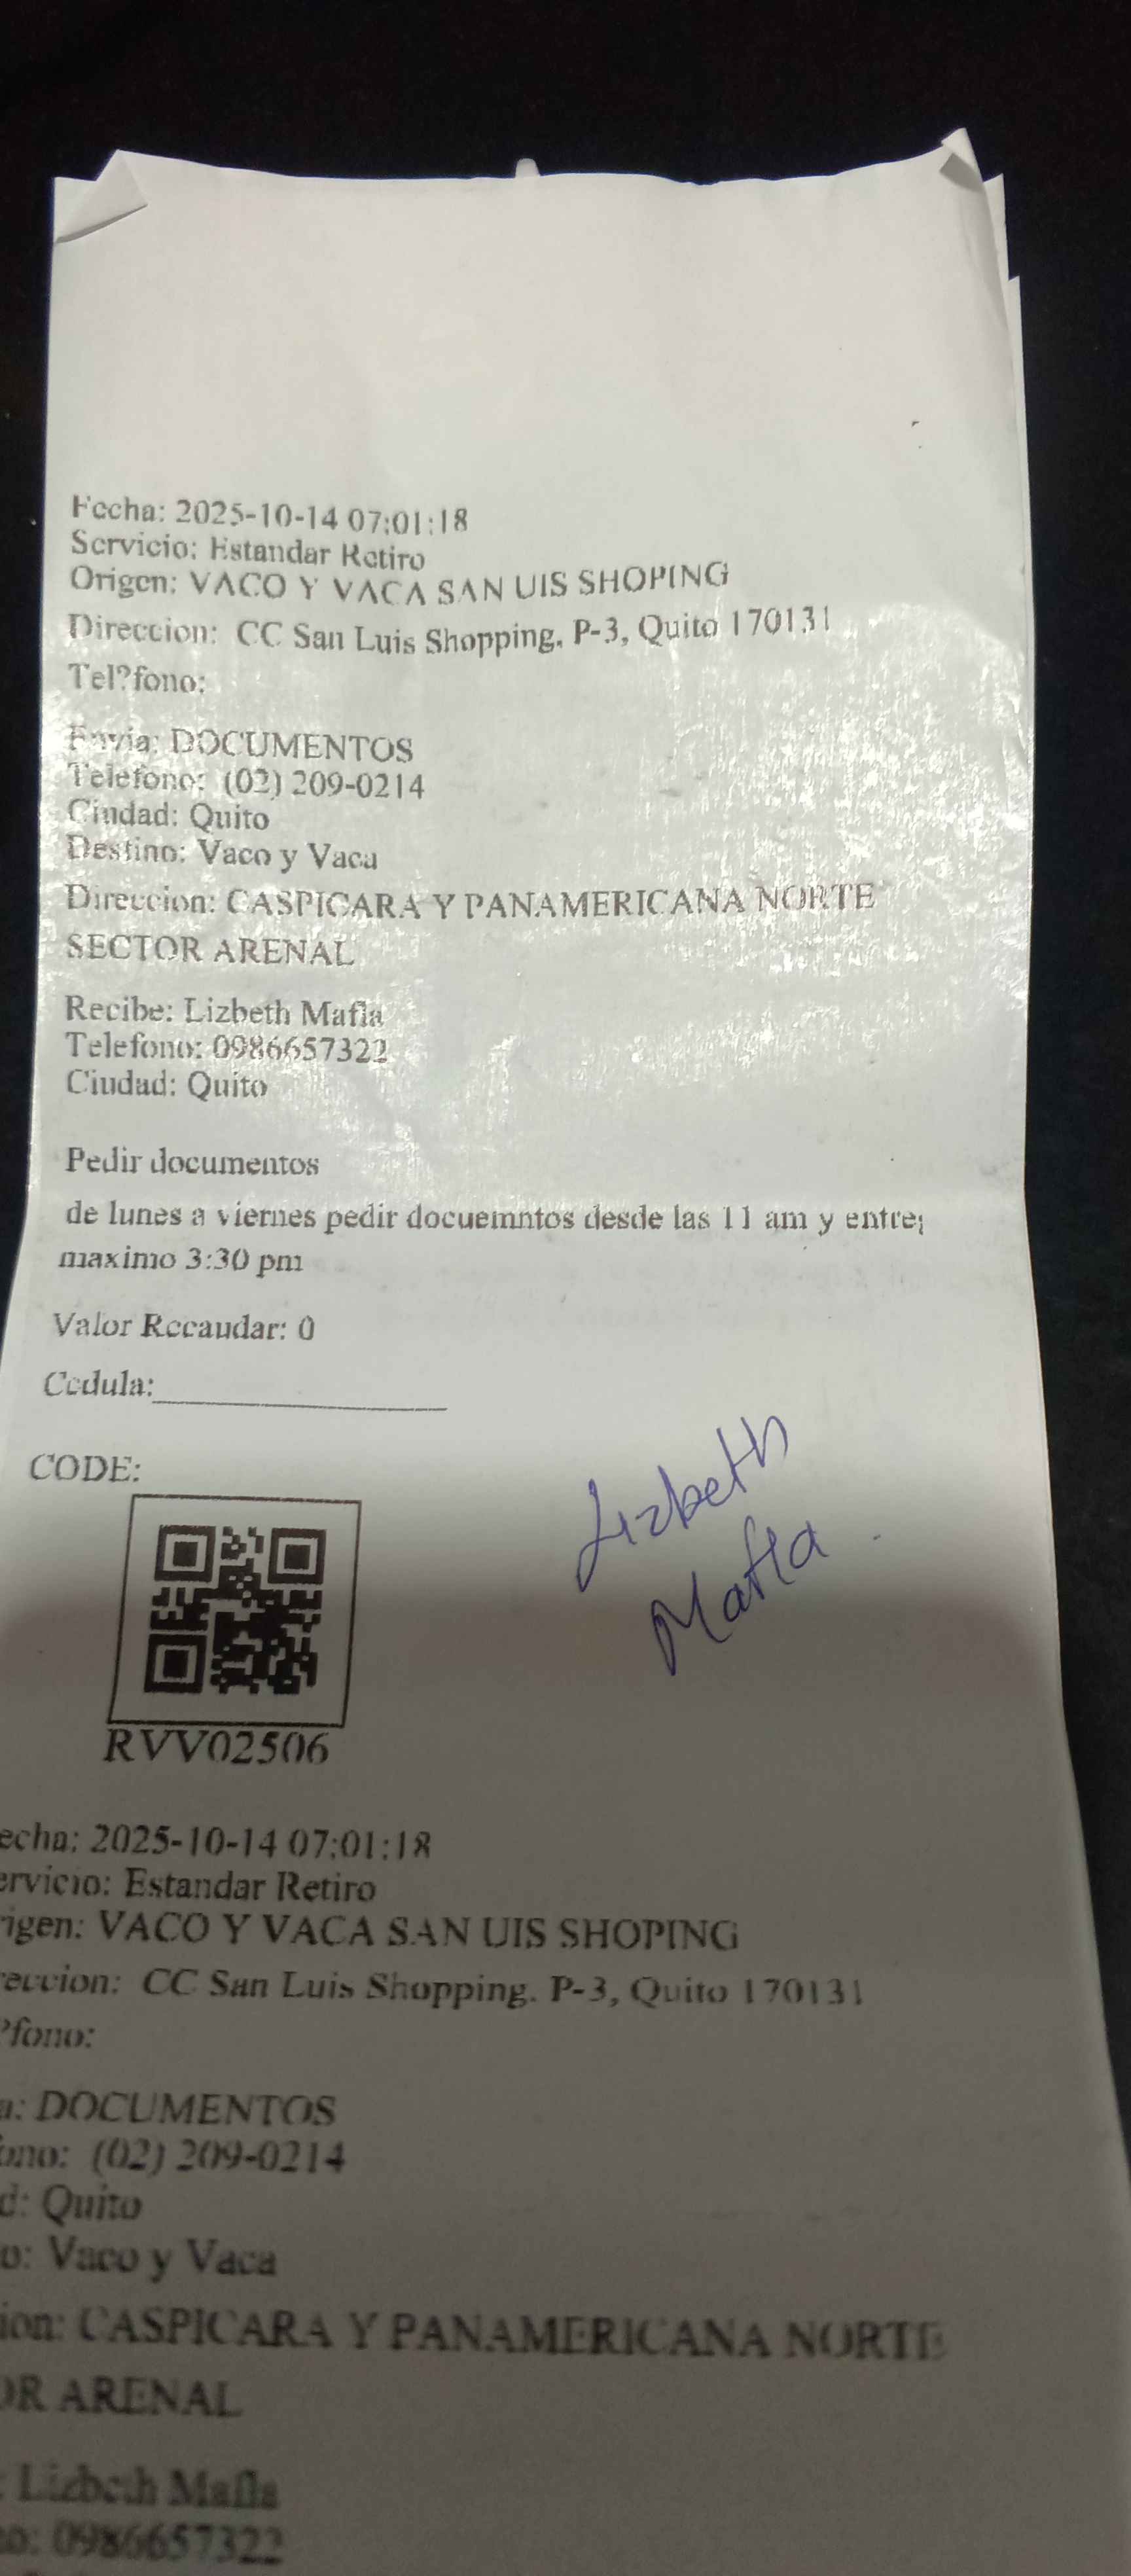 Fecha: 2025-10-14 07:01:18
Servicio: Estandar Retiro
Origen: VACO Y VACA SAN UIS SHOPING
Direccion: CC San Luis Shopping, P-3, Quito 170131
Tel?fono:
Envia: DOCUMENTOS
Telefono: (02) 209-0214
Ciudad: Quito
Destino: Vaco y Vaca
Direccion: CASPICARA Y PANAMERICANA NORTE
SECTOR ARENAL
Recibe: Lizbeth Mafla
Telefono: 0986657322
Ciudad: Quito
Pedir documentos
de lunes a viernes pedir docuemntos desde las 11 am y entre
maximo 3:30 pm
Valor Recaudar: 0
Cedula:
Lizbeth
Mafla
CODE:
RVV02506
echa: 2025-10-14 07:01:18
ervicio: Estandar Retiro
rigen: VACO Y VACA SAN UIS SHOPING
eccion: CC San Luis Shopping. P-3, Quito 170131
?fono:
a: DOCUMENTOS
ono: (02) 209-0214
d: Quito
o: Vaco y Vaca
ion: CASPICARA Y PANAMERICANA NORTE
OR ARENAL
: Lizbeth Mafla
no: 0986657322